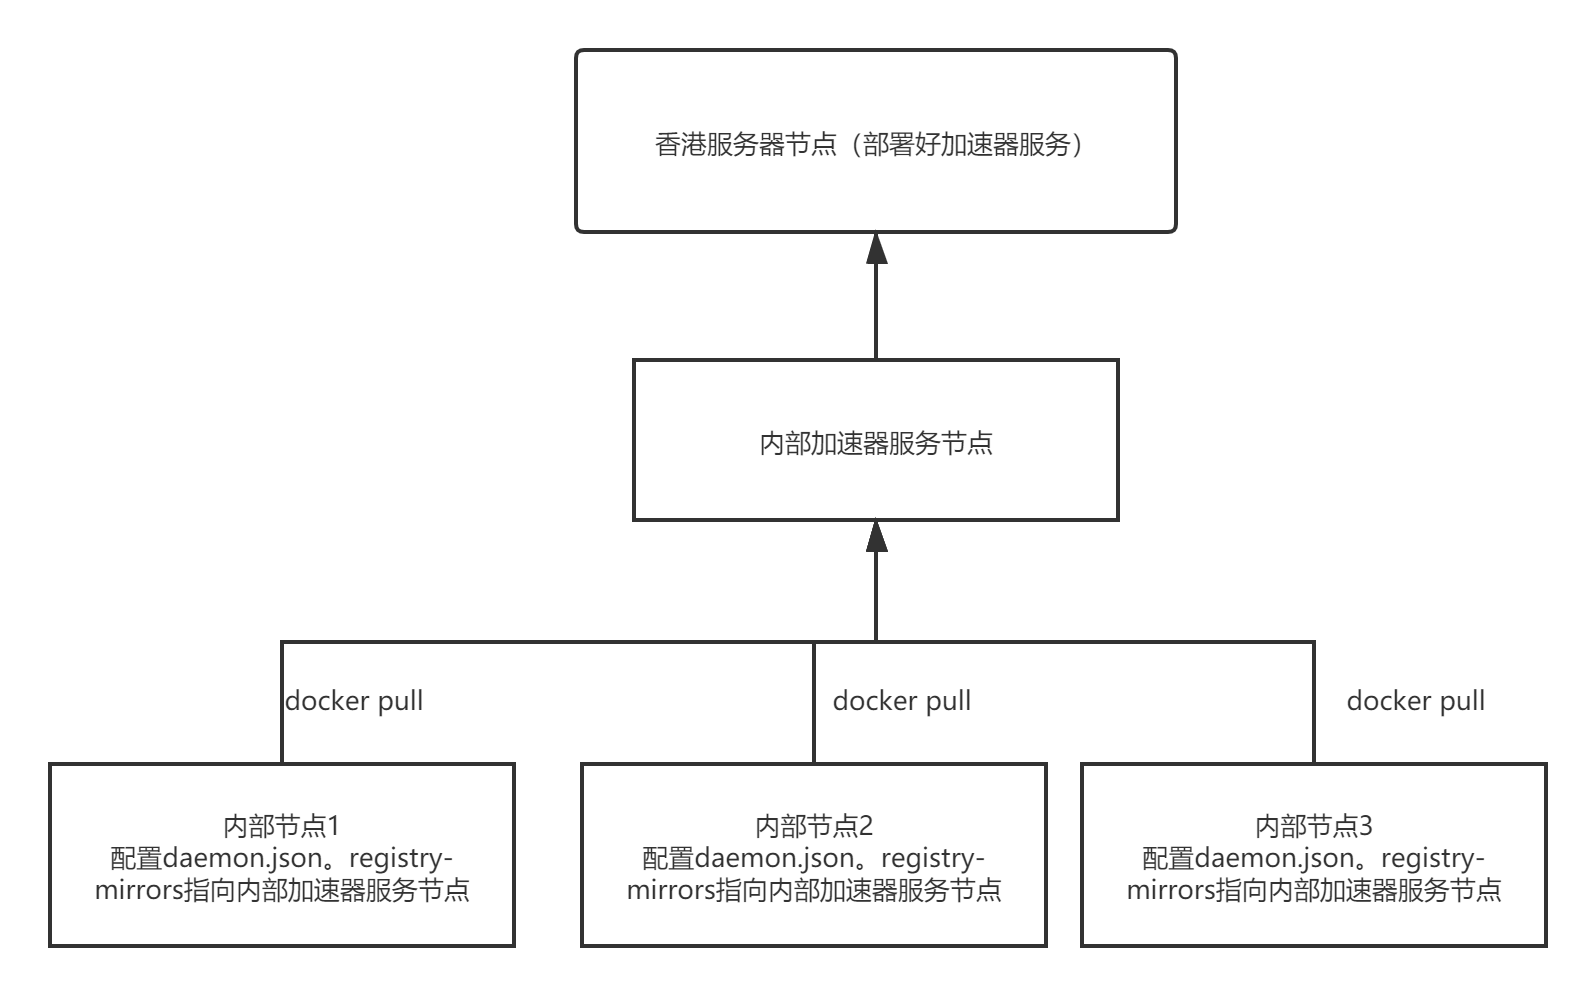 香港服务器节点（部署好加速器服务）
内部加速器服务节点
docker pull
docker pull
docker pull
内部节点1
配置daemon.json。registry-
mirrors指向内部加速器服务节点
内部节点2
配置daemon.json。registry-
mirrors指向内部加速器服务节点
内部节点3
配置daemon.json。registry-
mirrors指向内部加速器服务节点